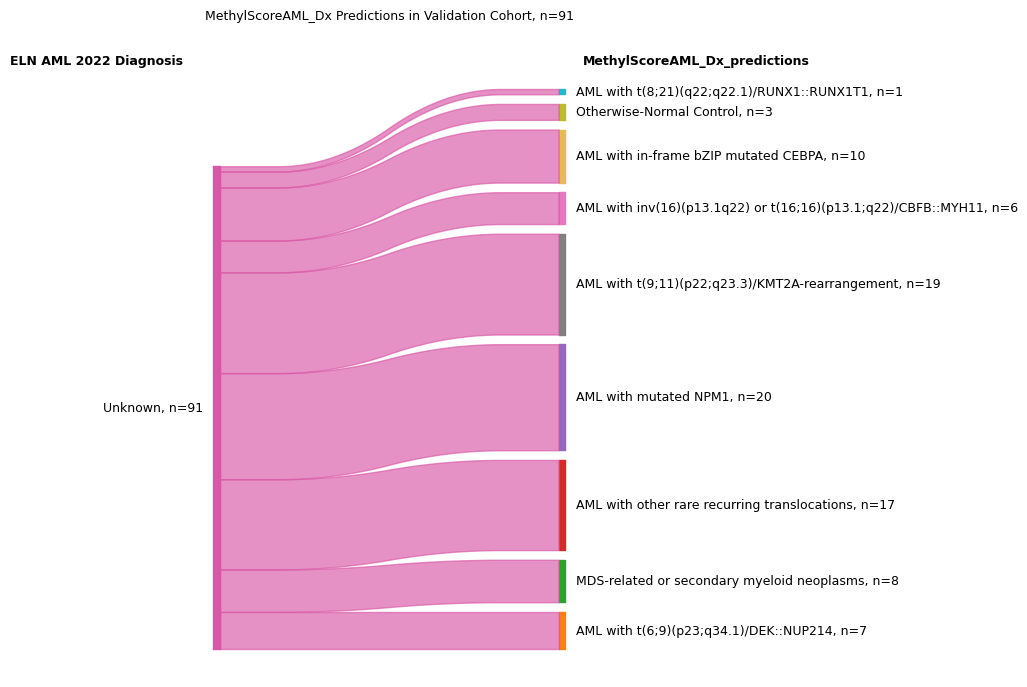 MethylScoreAML_Dx Predictions in Validation Cohort, n=91
ELN AML 2022 Diagnosis
MethylScoreAML_Dx_predictions
AML with t(8;21)(q22;q22.1)/RUNX1::RUNX1T1, n=1
Otherwise-Normal Control, n=3
AML with in-frame bZIP mutated CEBPA, n=10
AML with inv(16)(p13.1q22) or t(16;16)(p13.1;q22)/CBFB::MYH11, n=6
AML with t(9;11)(p22;q23.3)/KMT2A-rearrangement, n=19
AML with mutated NPM1, n=20
Unknown, n=91
AML with other rare recurring translocations, n=17
MDS-related or secondary myeloid neoplasms, n=8
AML with t(6;9)(p23;q34.1)/DEK::NUP214, n=7